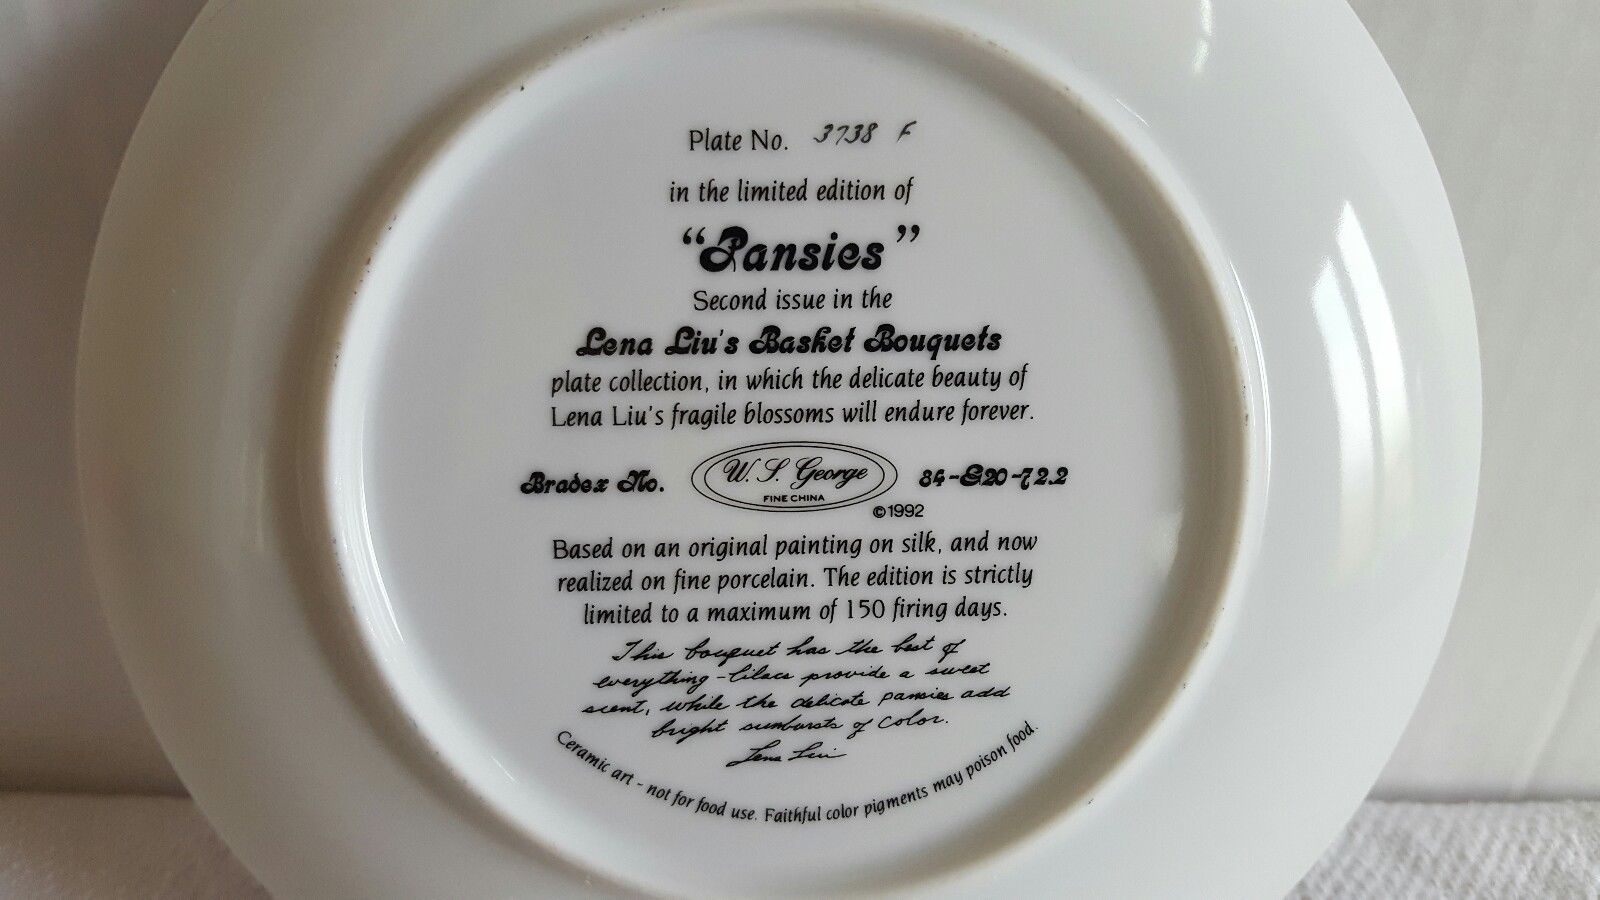 Plate No. 3738 F
in the limited edition of
“Pansies”
Second issue in the
Lena Liu's Basket Bouquets
plate collection, in which the delicate beauty of
Lena Liu's fragile blossoms will endure forever.
Bradex No. W. S. George 84-G20-72.2
FINE CHINA
©1992
Based on an original painting on silk, and now
realized on fine porcelain. The edition is strictly
limited to a maximum of 150 firing days.
This bouquet has the best of
everything - lilacs provide a sweet
scent, while the delicate pansies add
bright sunbursts of color.
Lena Liu
Ceramic art - not for food use. Faithful color pigments may poison food.